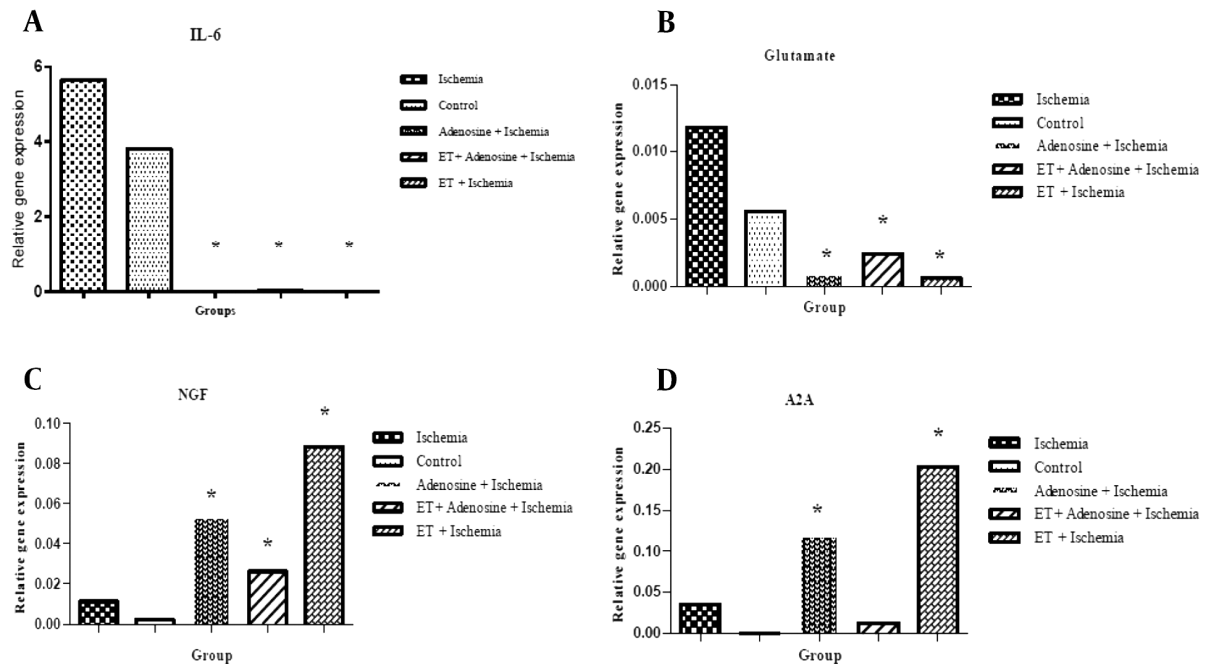 A
IL-6
Relative gene expression
6
4
2
0
* * *
Groups
Ischemia
Control
Adenosine + Ischemia
ET+ Adenosine + Ischemia
ET + Ischemia
B
Glutamate
Relative gene expression
0.015
0.010
0.005
0.000
* * *
Group
Ischemia
Control
Adenosine + Ischemia
ET+ Adenosine + Ischemia
ET + Ischemia
C
NGF
Relative gene expression
0.10
0.08
0.06
0.04
0.02
0.00
* * *
Group
Ischemia
Control
Adenosine + Ischemia
ET+ Adenosine + Ischemia
ET + Ischemia
D
A2A
Relative gene expression
0.25
0.20
0.15
0.10
0.05
0.00
* *
Group
Ischemia
Control
Adenosine + Ischemia
ET+ Adenosine + Ischemia
ET + Ischemia